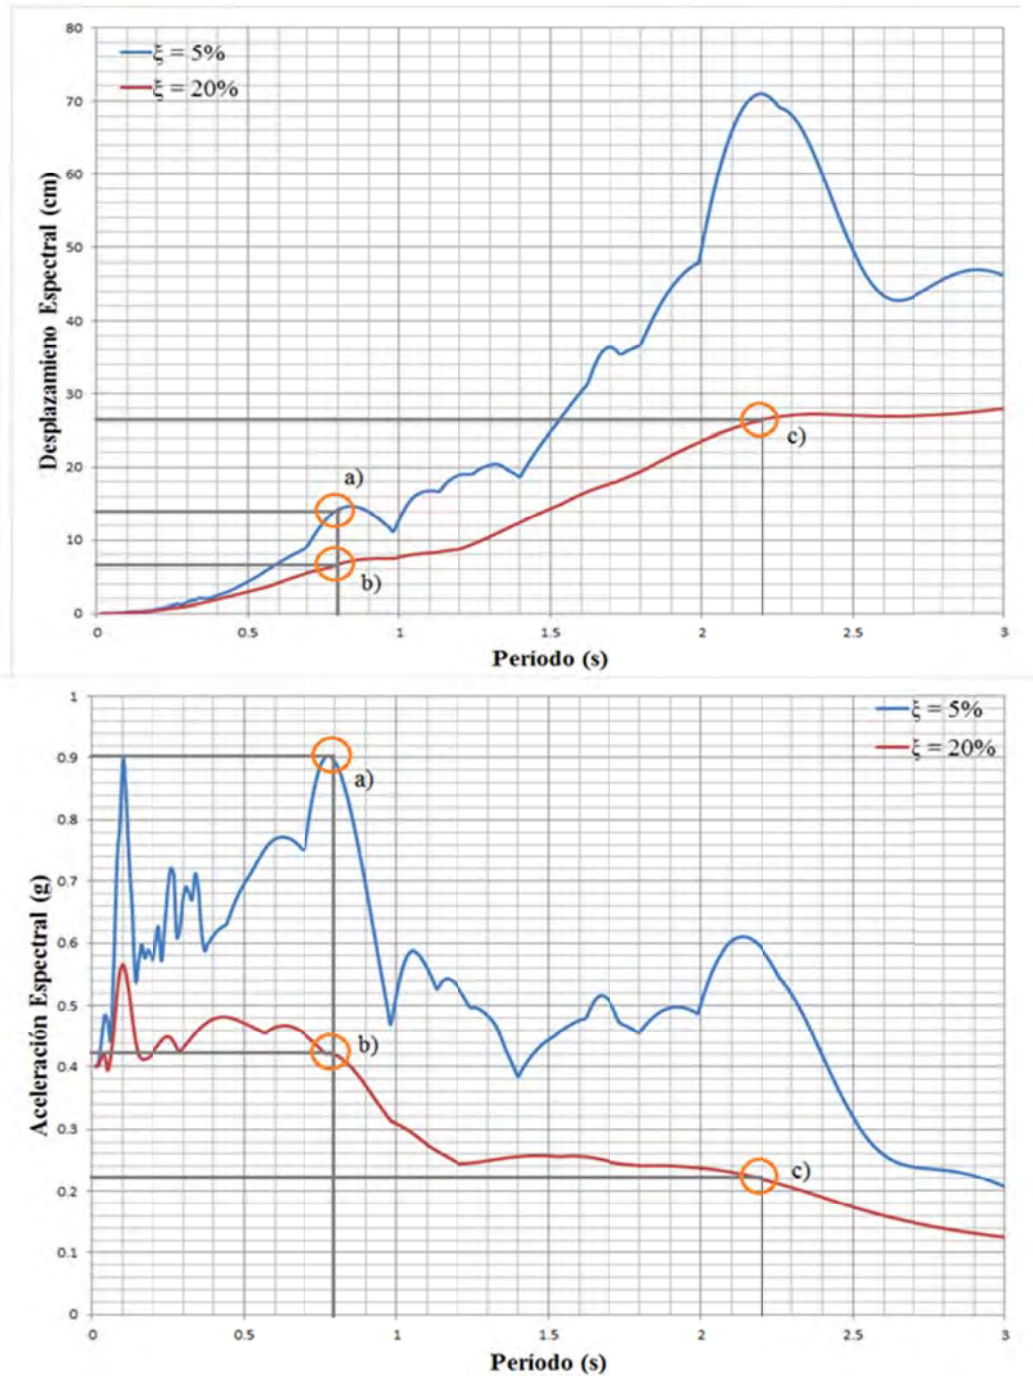 80
ξ = 5%
ξ = 20%
70
60
50
40
30
20
10
0
Desplazamieno Espectral (cm)
a)
b)
c)
0 0.5 1 1.5 2 2.5 3
Período (s)
1
0.9
0.8
0.7
0.6
0.5
0.4
0.3
0.2
0.1
0
Aceleración Espectral (g)
ξ = 5%
ξ = 20%
a)
b)
c)
0 0.5 1 1.5 2 2.5 3
Período (s)